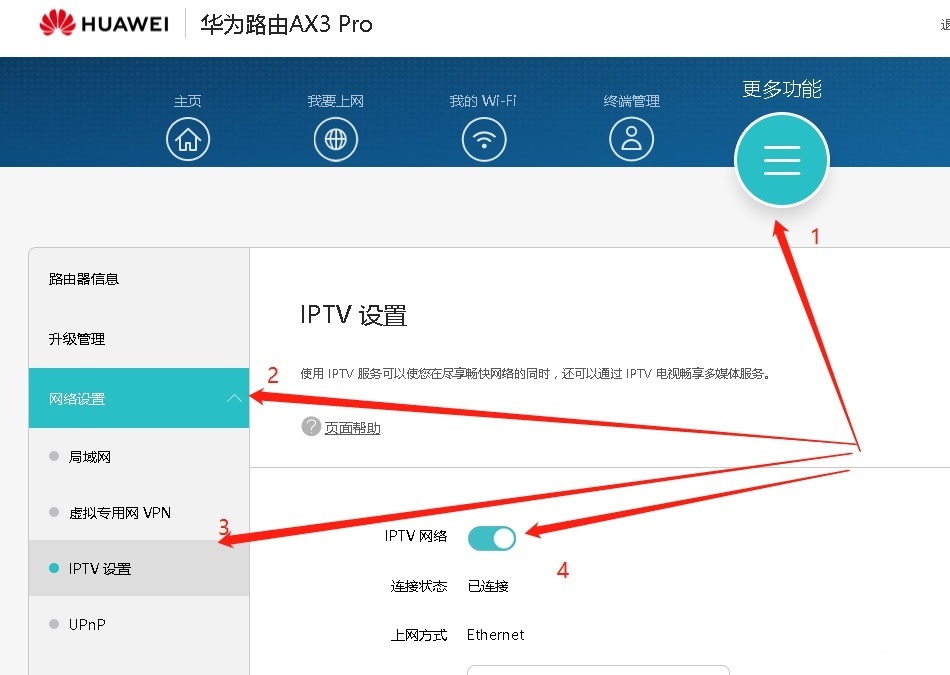 HUAWEI 华为路由AX3 Pro
主页 我要上网 我的 Wi-Fi 终端管理 更多功能
1
路由器信息
IPTV 设置
升级管理
2
使用 IPTV 服务可以使您在尽享畅快网络的同时，还可以通过 IPTV 电视畅享多媒体服务。
网络设置
? 页面帮助
局域网
虚拟专用网 VPN
3
IPTV 网络
IPTV 设置
4
连接状态 已连接
UPnP
上网方式 Ethernet